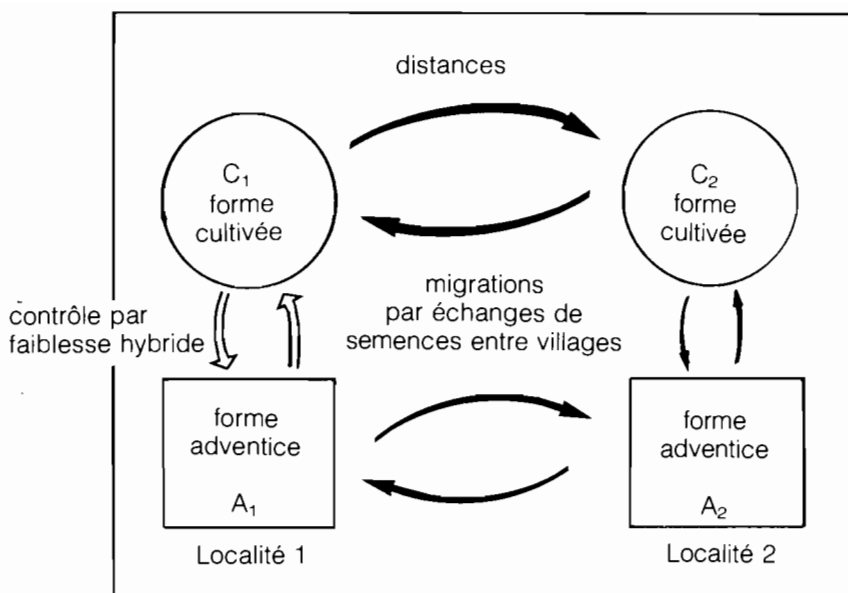 distances
C₁
forme
cultivée
C₂
forme
cultivée
contrôle par
faiblesse hybride
migrations
par échanges de
semences entre villages
forme
adventice
A₁
forme
adventice
A₂
Localité 1
Localité 2